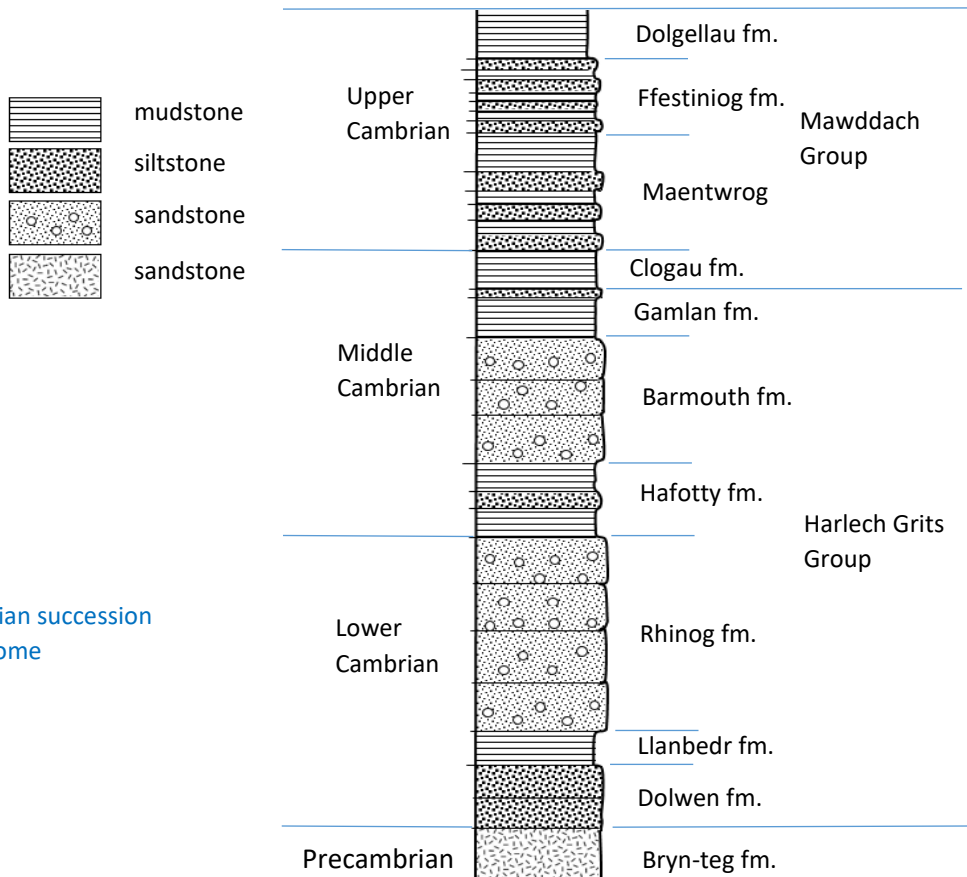 mudstone
siltstone
sandstone
sandstone
ian succession
ome
Upper
Cambrian
Middle
Cambrian
Lower
Cambrian
Precambrian
Dolgellau fm.
Ffestiniog fm.
Maentwrog
Clogau fm.
Gamlan fm.
Barmouth fm.
Hafotty fm.
Rhinog fm.
Llanbedr fm.
Dolwen fm.
Bryn-teg fm.
Mawddach
Group
Harlech Grits
Group